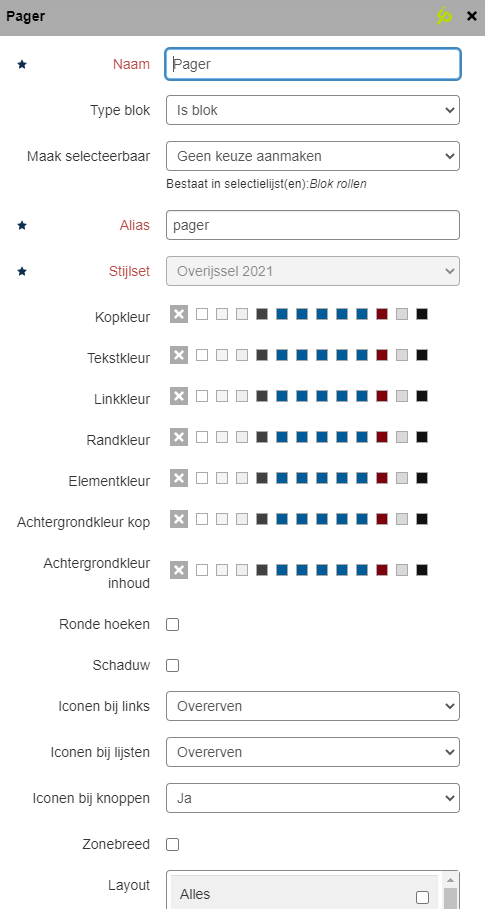 Pager
Naam Pager
Type blok Is blok
Maak selecteerbaar Geen keuze aanmaken
Bestaat in selectielijst(en):Blok rollen
Alias pager
Stijlset Overijssel 2021
Kopkleur
Tekstkleur
Linkkleur
Randkleur
Elementkleur
Achtergrondkleur kop
Achtergrondkleur
inhoud
Ronde hoeken
Schaduw
Iconen bij links Overerven
Iconen bij lijsten Overerven
Iconen bij knoppen Ja
Zonebreed
Layout
Alles